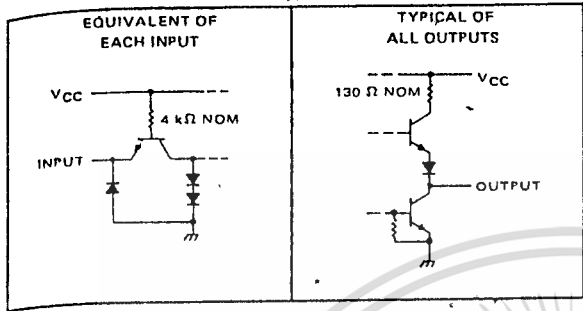 EQUIVALENT OF
EACH INPUT
VCC
4 kΩ NOM
INPUT
TYPICAL OF
ALL OUTPUTS
VCC
130 Ω NOM
OUTPUT